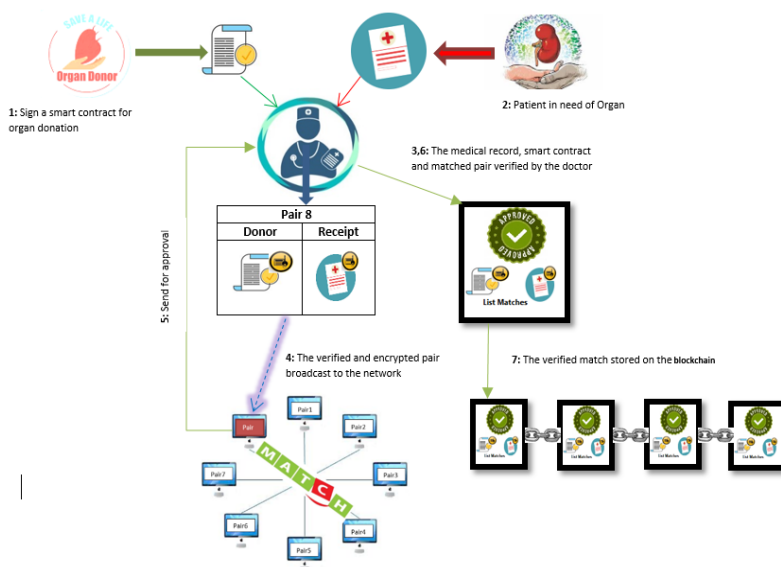 SAVE A LIFE
Organ Donor
1: Sign a smart contract for
organ donation
2: Patient in need of Organ
3,6: The medical record, smart contract
and matched pair verified by the doctor
Pair 8
Donor Receipt
APPROVED
APPROVED
List Matches
5: Send for approval
4: The verified and encrypted pair
broadcast to the network
7: The verified match stored on the blockchain
Pair
Pair1
Pair2
Pair3
Pair4
Pair5
Pair6
Pair7
MATCH
List Matches
List Matches
List Matches
List Matches